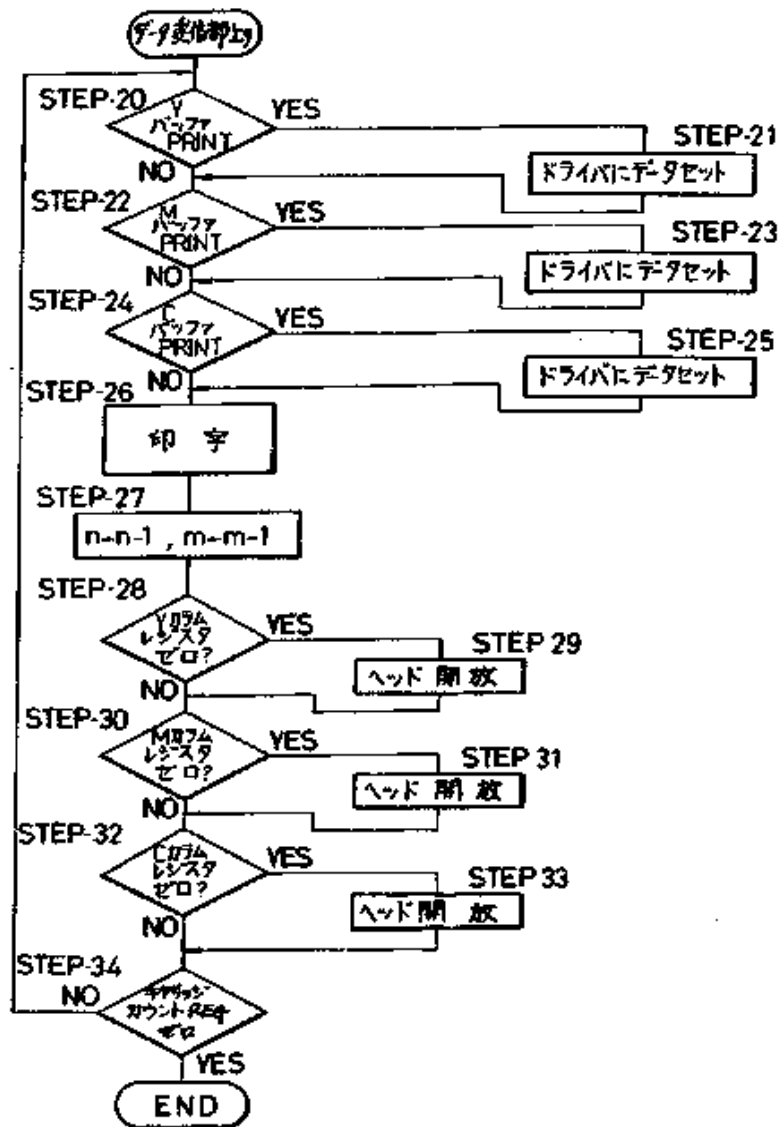 データ受信部より
STEP-20
Y
バッファ
PRINT
YES
NO
STEP-21
ドライバにデータセット
STEP-22
M
バッファ
PRINT
YES
NO
STEP-23
ドライバにデータセット
STEP-24
C
バッファ
PRINT
YES
NO
STEP-25
ドライバにデータセット
STEP-26
印字
STEP-27
n←n-1 , m←m-1
STEP-28
Yカラム
レジスタ
ゼロ?
YES
NO
STEP 29
ヘッド開放
STEP-30
Mカラム
レジスタ
ゼロ?
YES
NO
STEP 31
ヘッド開放
STEP-32
Cカラム
レジスタ
ゼロ?
YES
NO
STEP 33
ヘッド開放
STEP-34
キャリッジ
カウントREG
ゼロ
NO
YES
END